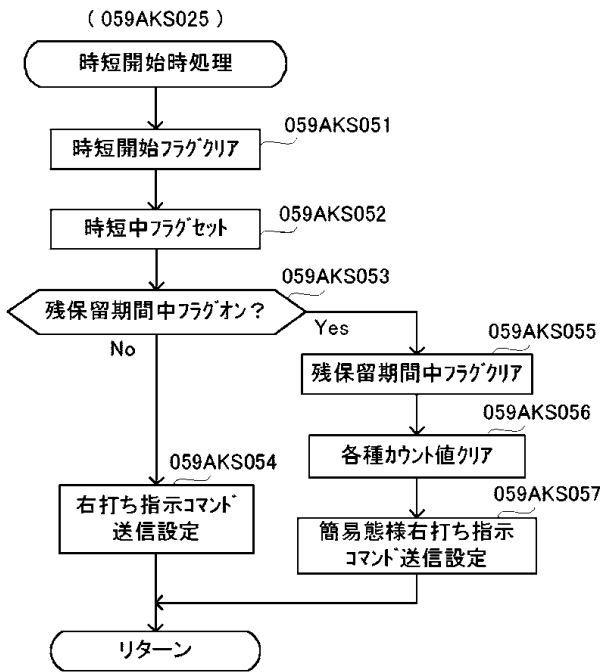 ( 059AKS025 )
時短開始時処理
059AKS051
時短開始フラグクリア
059AKS052
時短中フラグセット
059AKS053
残保留期間中フラグオン？
Yes
No
059AKS055
残保留期間中フラグクリア
059AKS056
各種カウント値クリア
059AKS054
右打ち指示コマンド
送信設定
059AKS057
簡易態様右打ち指示
コマンド送信設定
リターン